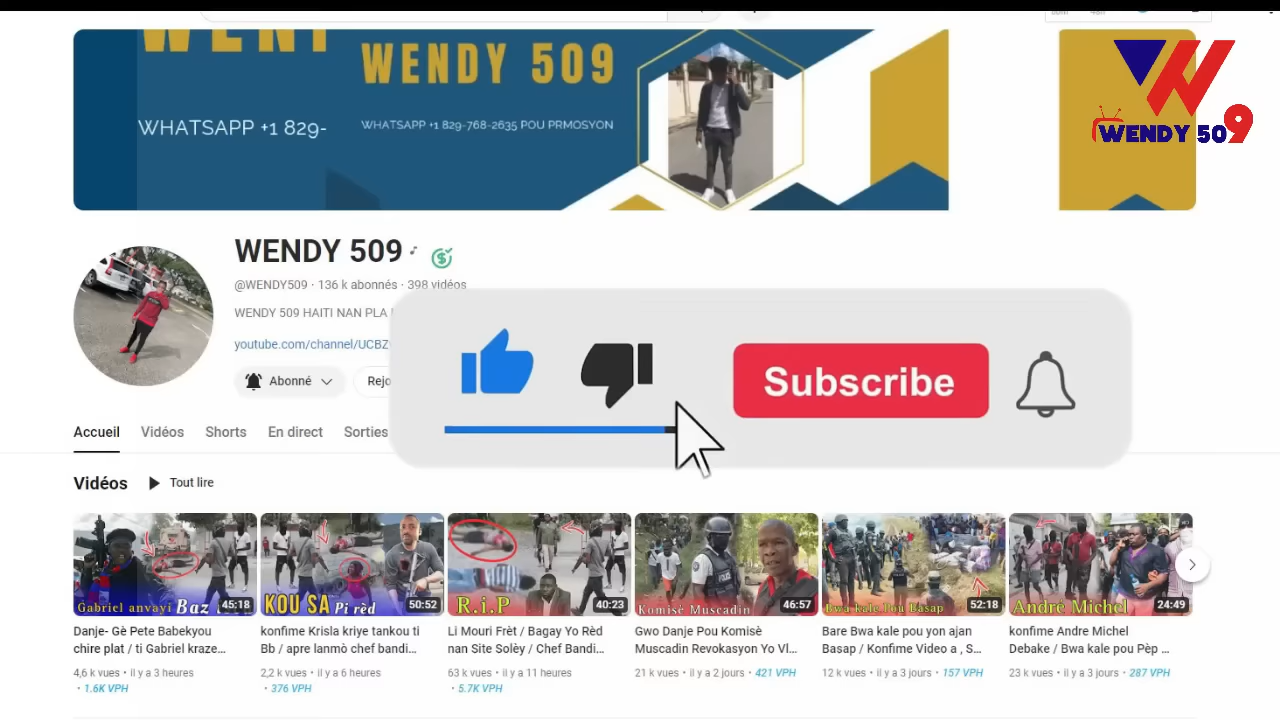 WENDY 509
WHATSAPP +1 829-
WHATSAPP +1 829-768-2635 POU PRMOSYON
WENDY 509
WENDY 509
@WENDY509 · 136 k abonnés · 398 vidéos
WENDY 509 HAITI NAN PLA
youtube.com/channel/UCBZ
Abonné
Rejo
Subscribe
Accueil
Vidéos
Shorts
En direct
Sorties
Vidéos
Tout lire
Gabriel anvayi Baz
45:18
KOU SA Pi rèd
50:52
R.i.P
40:23
Komisè Muscadin
46:57
Bwa kale pou Basap
52:18
Andre Michel
24:49
Danje- Gè Pete Babekyou
chire plat / ti Gabriel kraze...
4,6 k vues • il y a 3 heures
• 1.6K VPH
konfime Krisla kriye tankou ti
Bb / apre lanmò chef bandi...
2,2 k vues • il y a 6 heures
• 376 VPH
Li Mouri Frèt / Bagay Yo Rèd
nan Site Solèy / Chef Bandi...
63 k vues • il y a 11 heures
• 5.7K VPH
Gwo Danje Pou Komisè
Muscadin Revokasyon Yo Vl...
21 k vues • il y a 2 jours • 421 VPH
Bare Bwa kale pou yon ajan
Basap / Konfime Video a , S...
12 k vues • il y a 3 jours • 157 VPH
konfime Andre Michel
Debake / Bwa kale pou Pèp ...
23 k vues • il y a 3 jours • 287 VPH